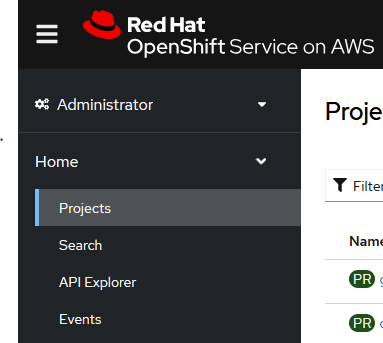 Red Hat
OpenShift Service on AWS
Administrator
Proje
Home
Filter
Projects
Search
Name
API Explorer
PR
Events
PR